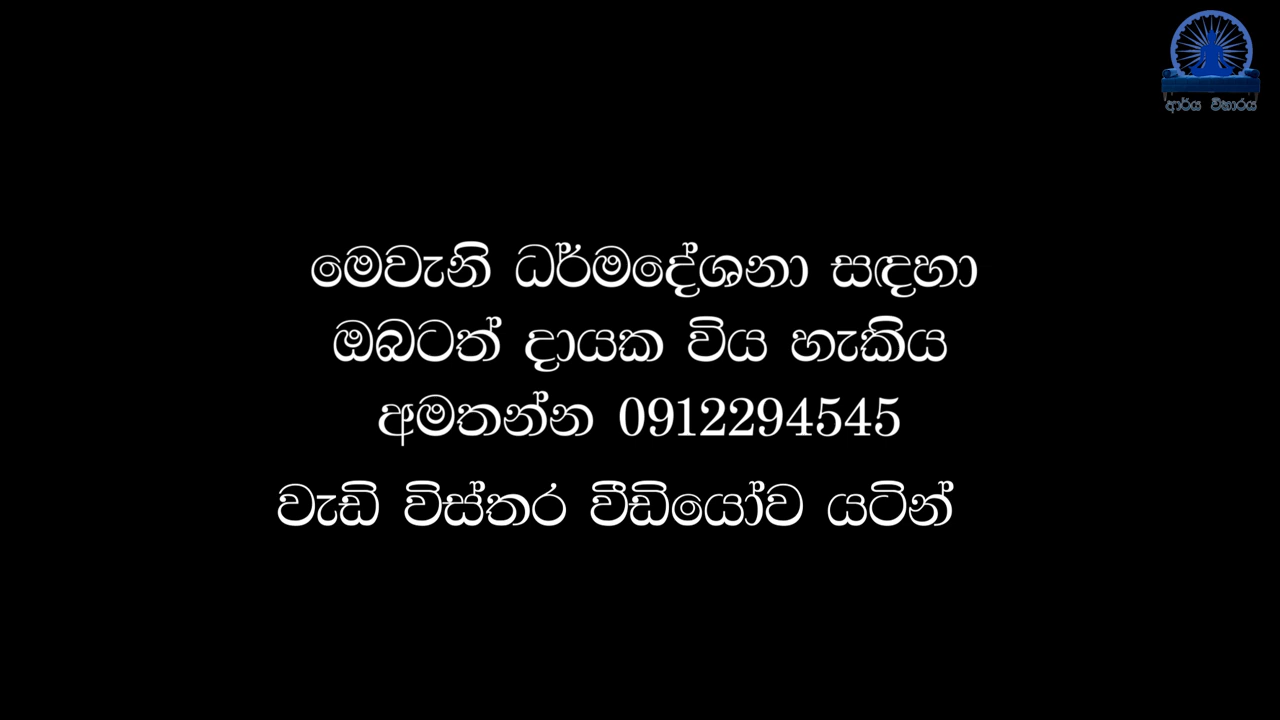 ආර්ය විහාරය
මෙවැනි ධර්මදේශනා සඳහා
ඔබටත් දායක විය හැකිය
අමතන්න 0912294545
වැඩි විස්තර වීඩියෝව යටින්